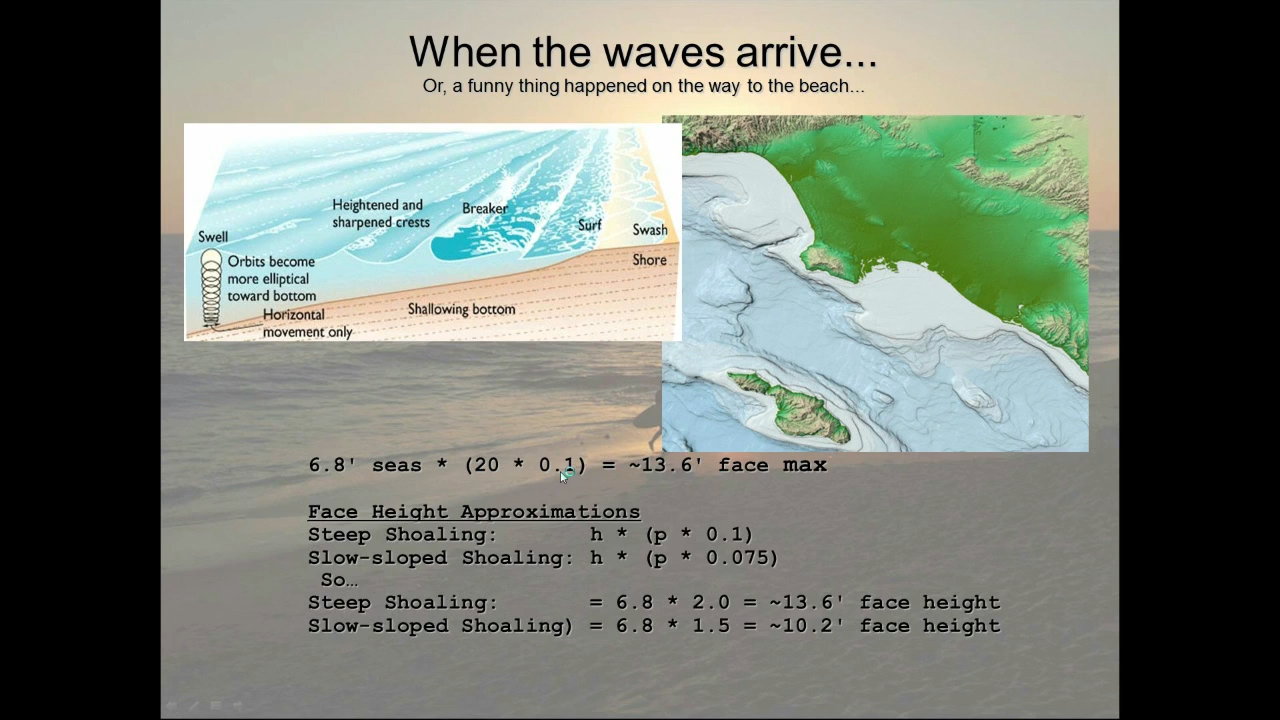 When the waves arrive...
Or, a funny thing happened on the way to the beach...
Swell
Heightened and
sharpened crests
Breaker
Surf
Swash
Shore
Orbits become
more elliptical
toward bottom
Horizontal
movement only
Shallowing bottom
6.8' seas * (20 * 0.1) = ~13.6' face max
Face Height Approximations
Steep Shoaling: h * (p * 0.1)
Slow-sloped Shoaling: h * (p * 0.075)
So…
Steep Shoaling: = 6.8 * 2.0 = ~13.6' face height
Slow-sloped Shoaling) = 6.8 * 1.5 = ~10.2' face height